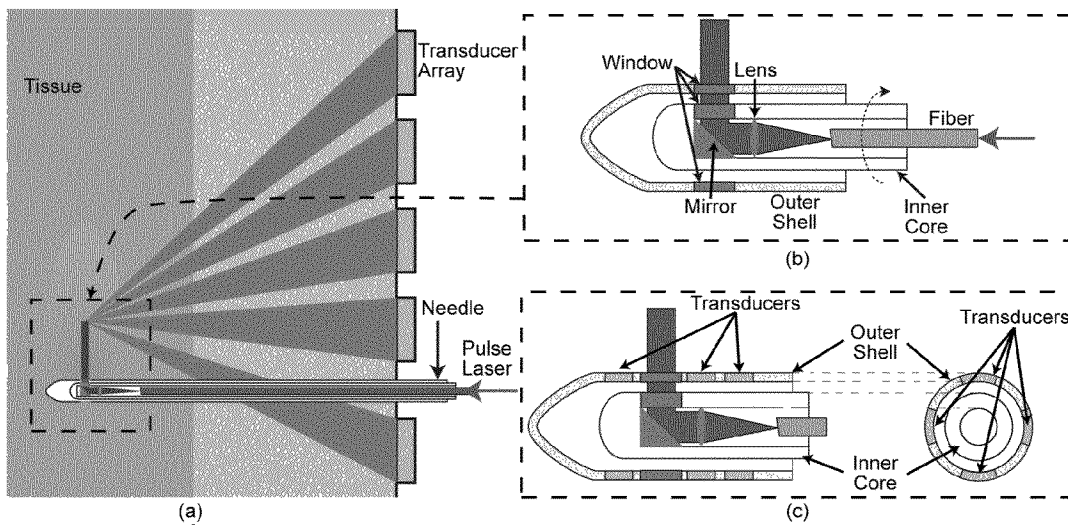 Tissue
Transducer
Array
Needle
Pulse
Laser
(a)
Window
Lens
Fiber
Mirror
Outer
Shell
Inner
Core
(b)
Transducers
Outer
Shell
Transducers
Inner
Core
(c)